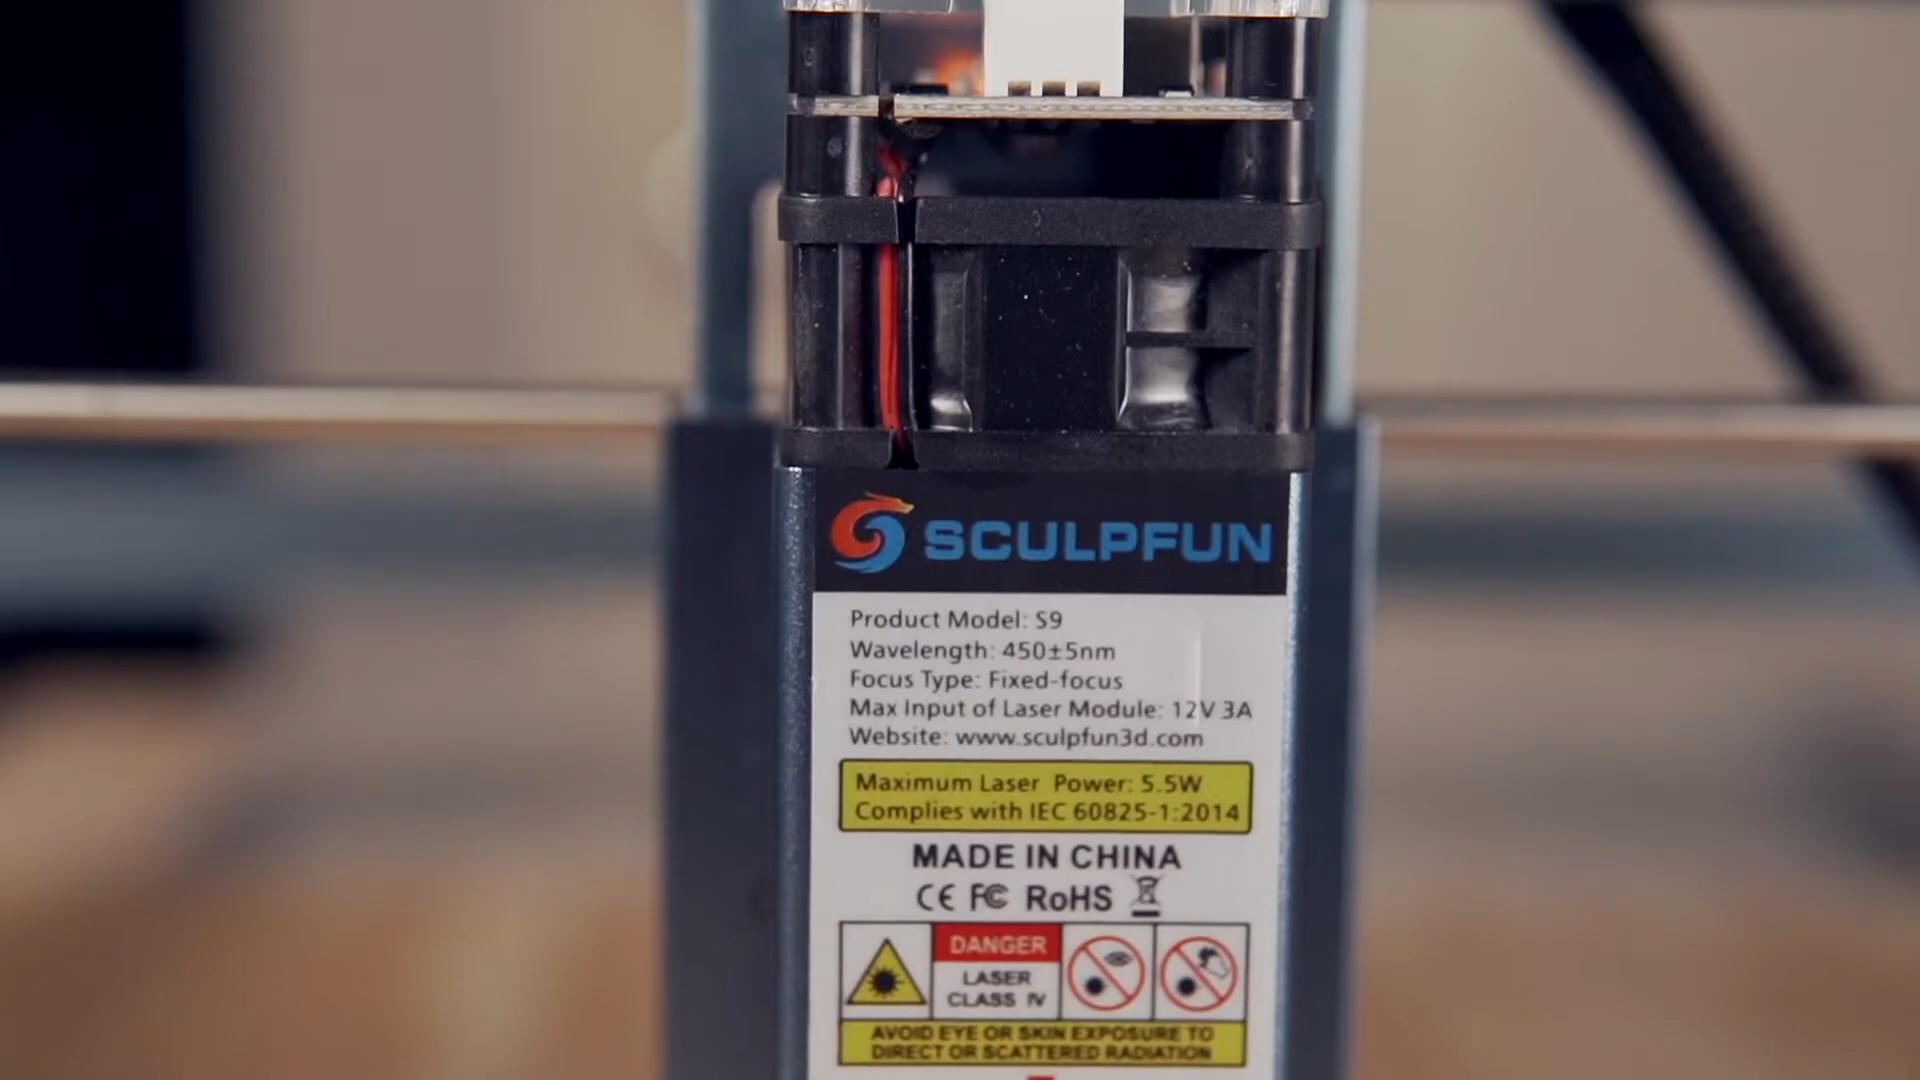 SCULPFUN
Product Model: S9
Wavelength: 450±5nm
Focus Type: Fixed-focus
Max Input of Laser Module: 12V 3A
Website: www.sculpfun3d.com
Maximum Laser Power: 5.5W
Complies with IEC 60825-1:2014
MADE IN CHINA
CE FC RoHS
DANGER
LASER
CLASS IV
AVOID EYE OR SKIN EXPOSURE TO
DIRECT OR SCATTERED RADIATION